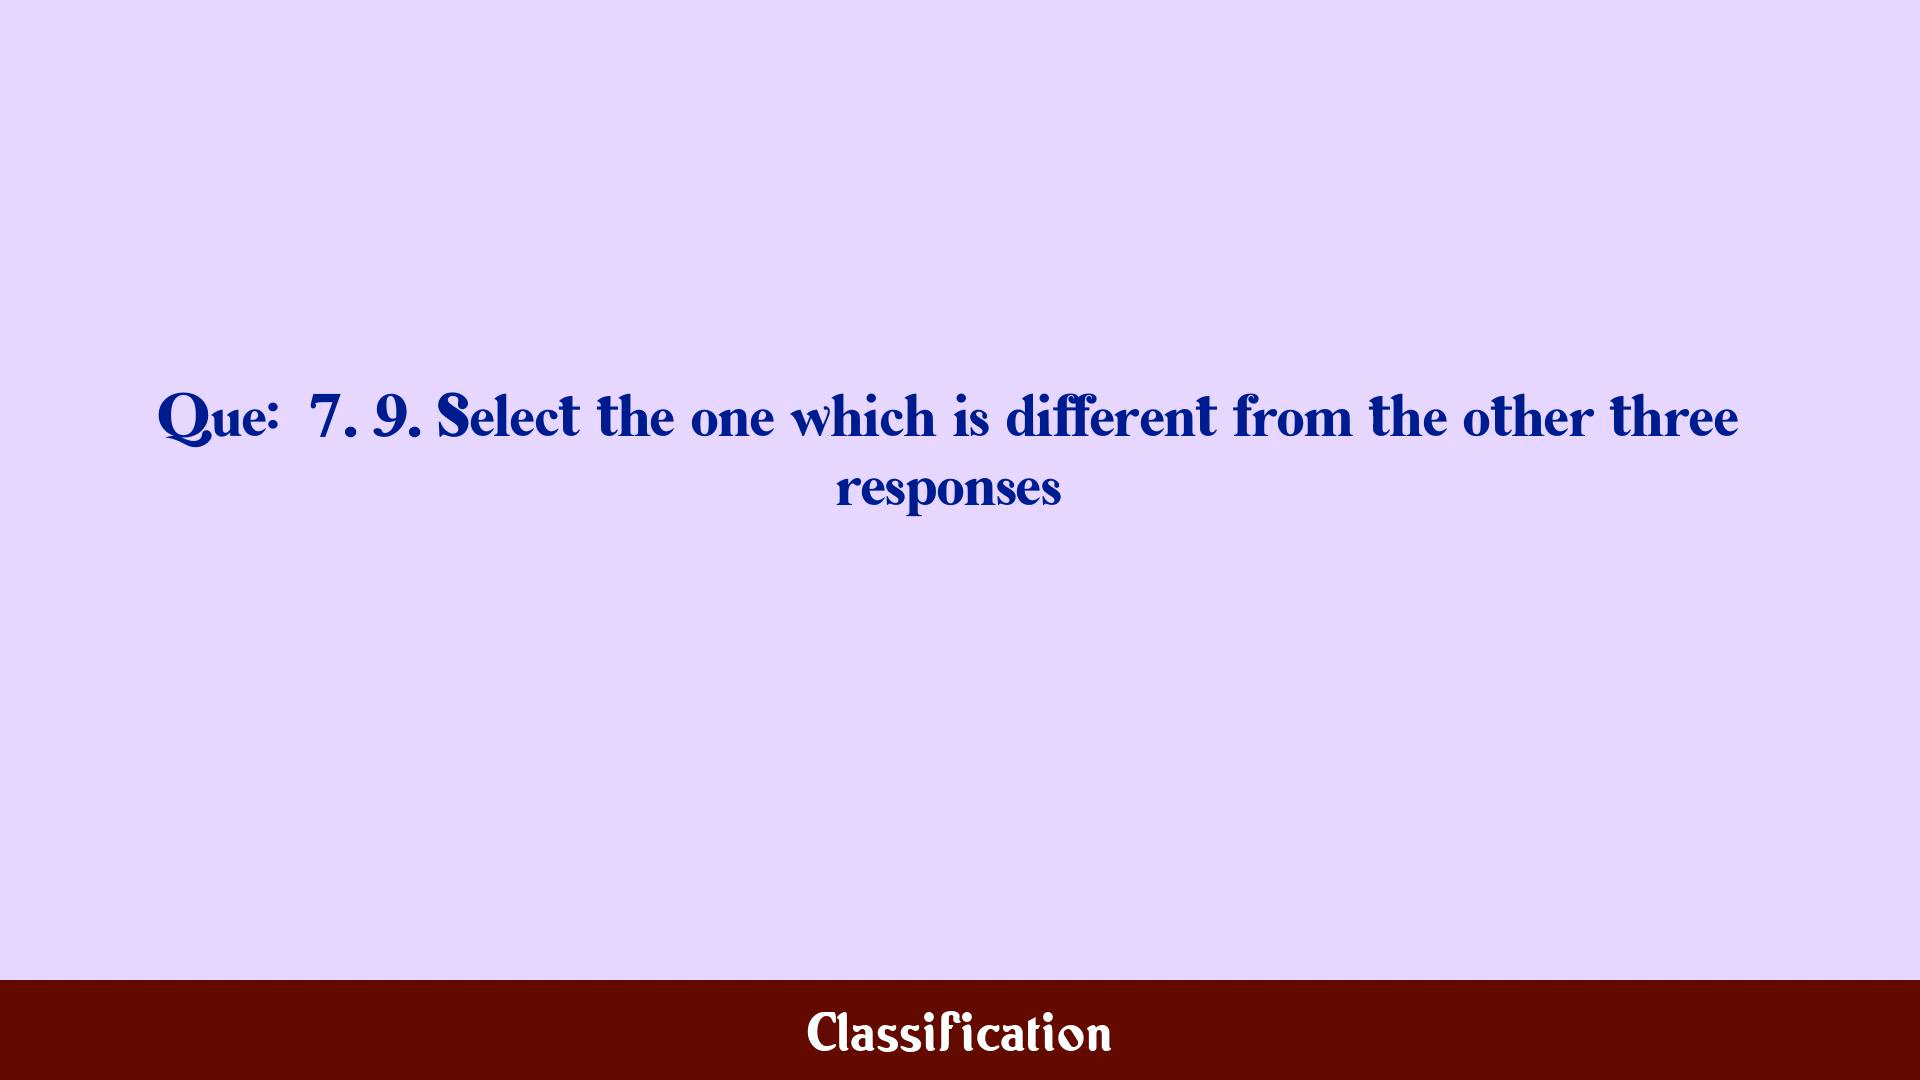 Que: 7. 9. Select the one which is different from the other three
responses
Classification